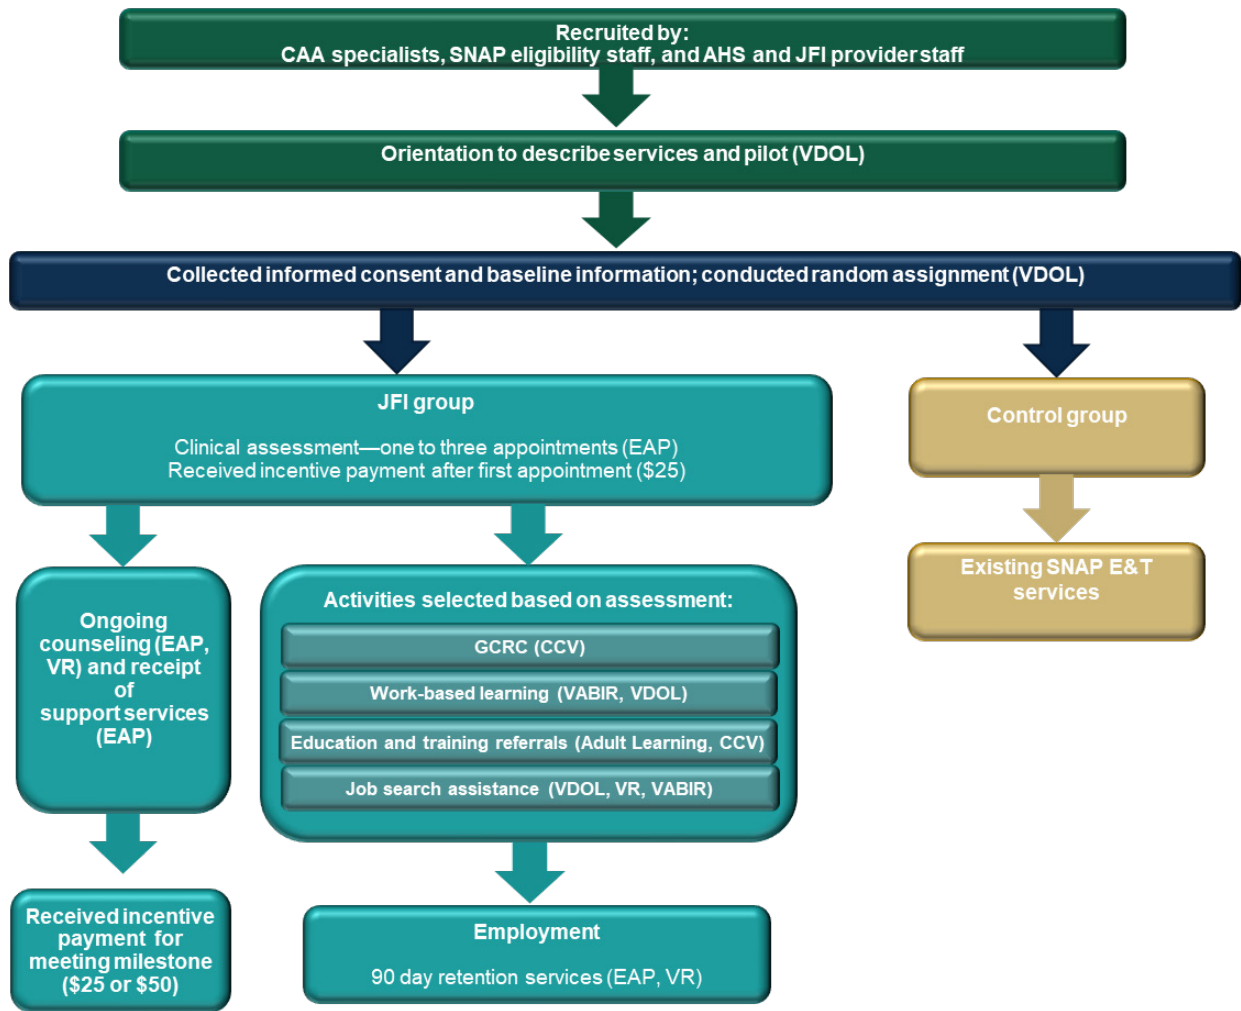 Recruited by:
CAA specialists, SNAP eligibility staff, and AHS and JFI provider staff
Orientation to describe services and pilot (VDOL)
Collected informed consent and baseline information; conducted random assignment (VDOL)
JFI group
Clinical assessment—one to three appointments (EAP)
Received incentive payment after first appointment ($25)
Control group
Existing SNAP E&T
services
Ongoing
counseling (EAP,
VR) and receipt
of
support services
(EAP)
Activities selected based on assessment:
GCRC (CCV)
Work-based learning (VABIR, VDOL)
Education and training referrals (Adult Learning, CCV)
Job search assistance (VDOL, VR, VABIR)
Received incentive
payment for
meeting milestone
($25 or $50)
Employment
90 day retention services (EAP, VR)